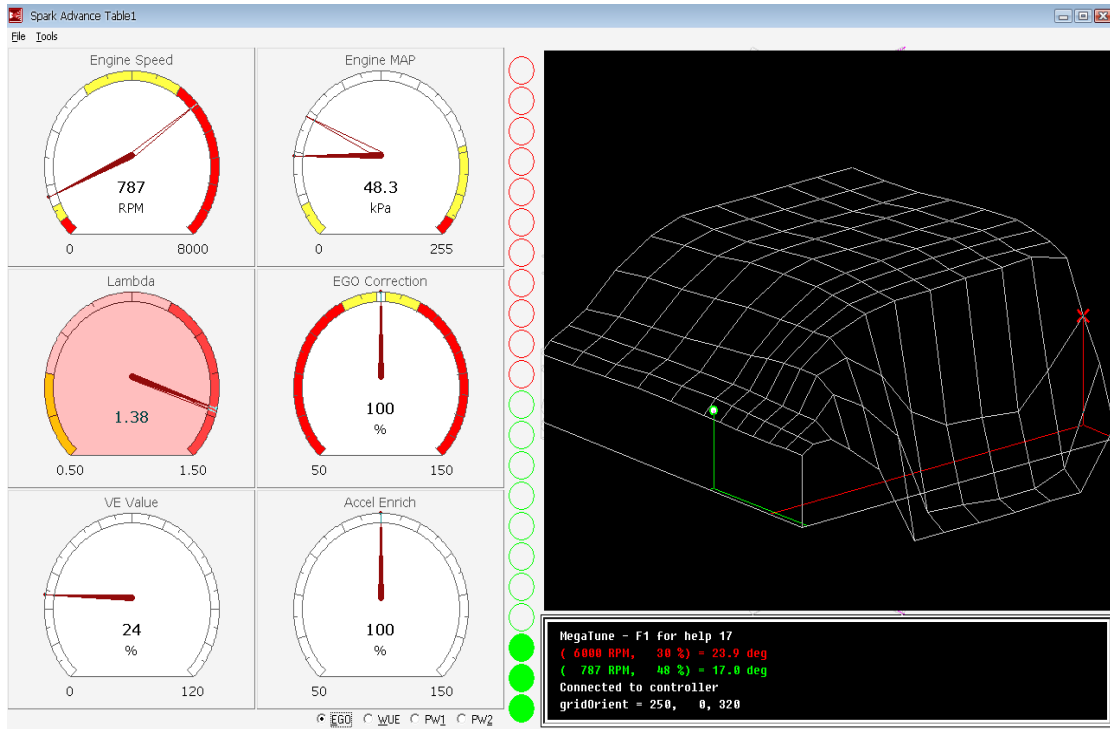 Spark Advance Table1
File Tools
Engine Speed
787
RPM
0 8000
Engine MAP
48.3
kPa
0 255
Lambda
1.38
0.50 1.50
EGO Correction
100
%
50 150
VE Value
24
%
0 120
Accel Enrich
100
%
50 150
EGO WUE PW1 PW2
MegaTune - F1 for help 17
( 6000 RPM, 30 %) = 23.9 deg
( 787 RPM, 48 %) = 17.0 deg
Connected to controller
gridOrient = 250, 0, 320